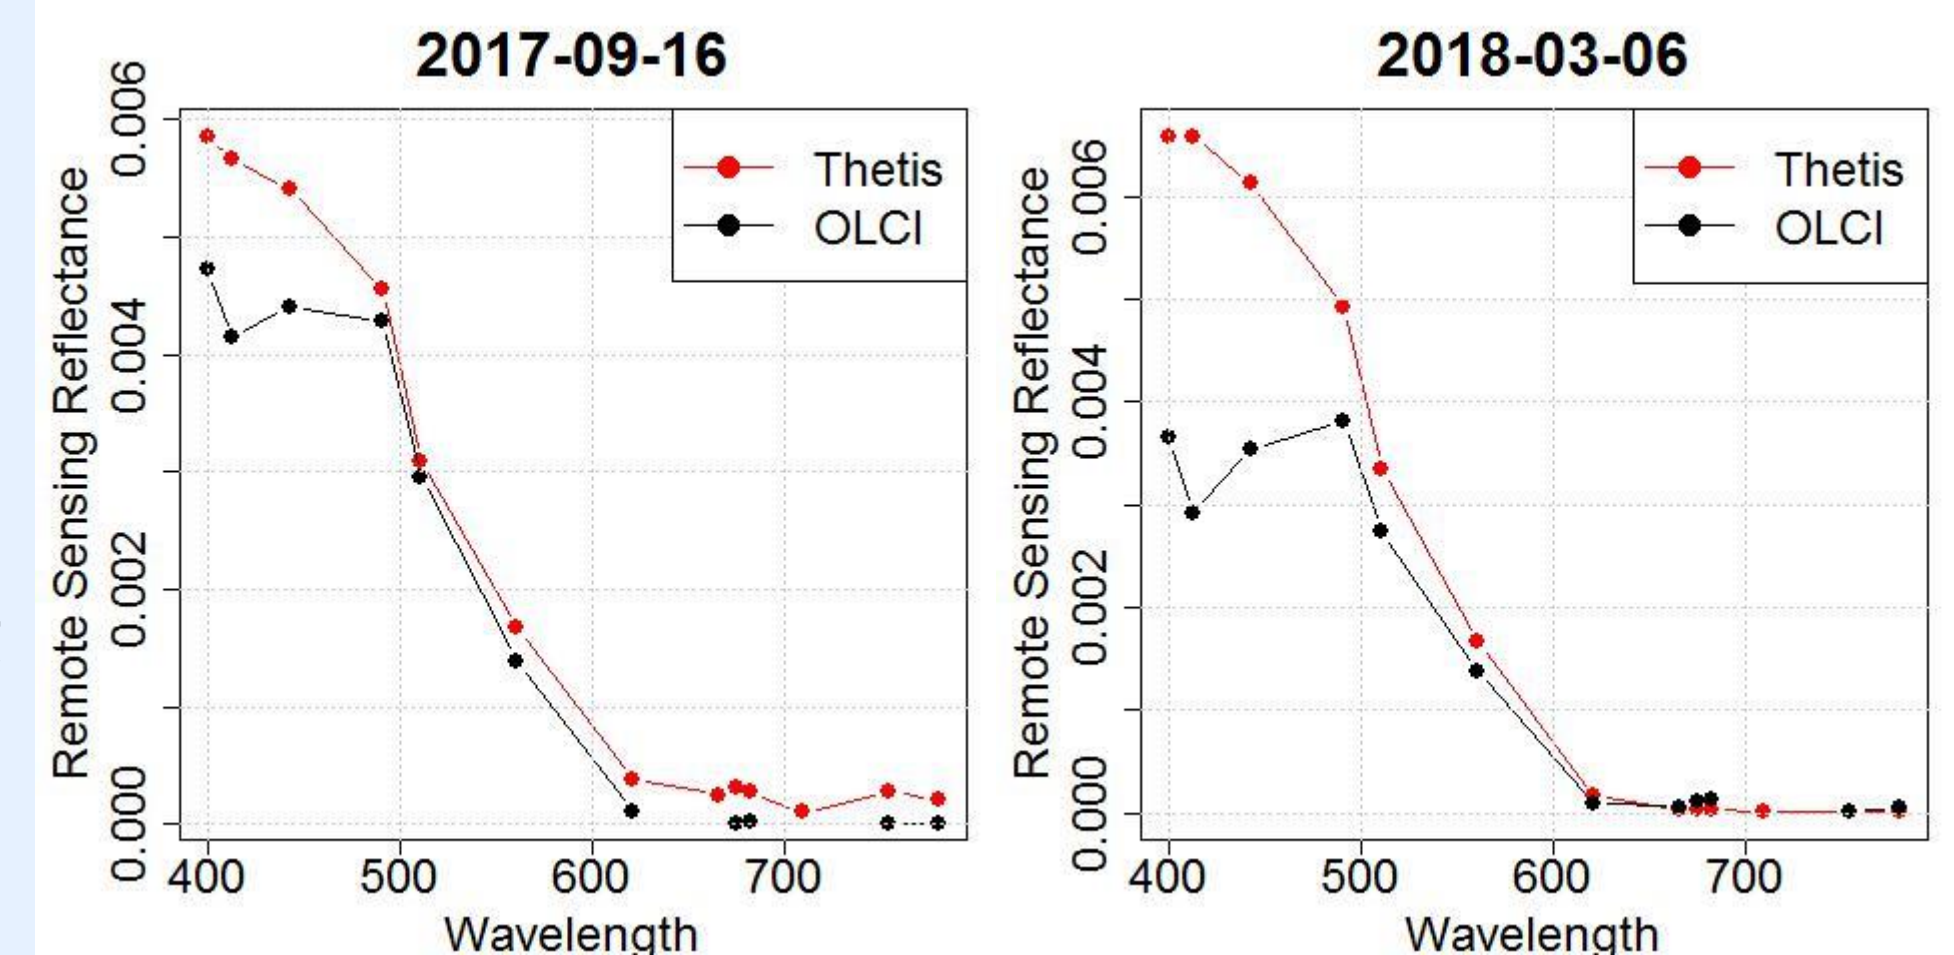 2017-09-16
Remote Sensing Reflectance
0.006
0.004
0.002
0.000
Thetis
OLCI
400 500 600 700
Wavelength
2018-03-06
Remote Sensing Reflectance
0.006
0.004
0.002
0.000
Thetis
OLCI
400 500 600 700
Wavelength